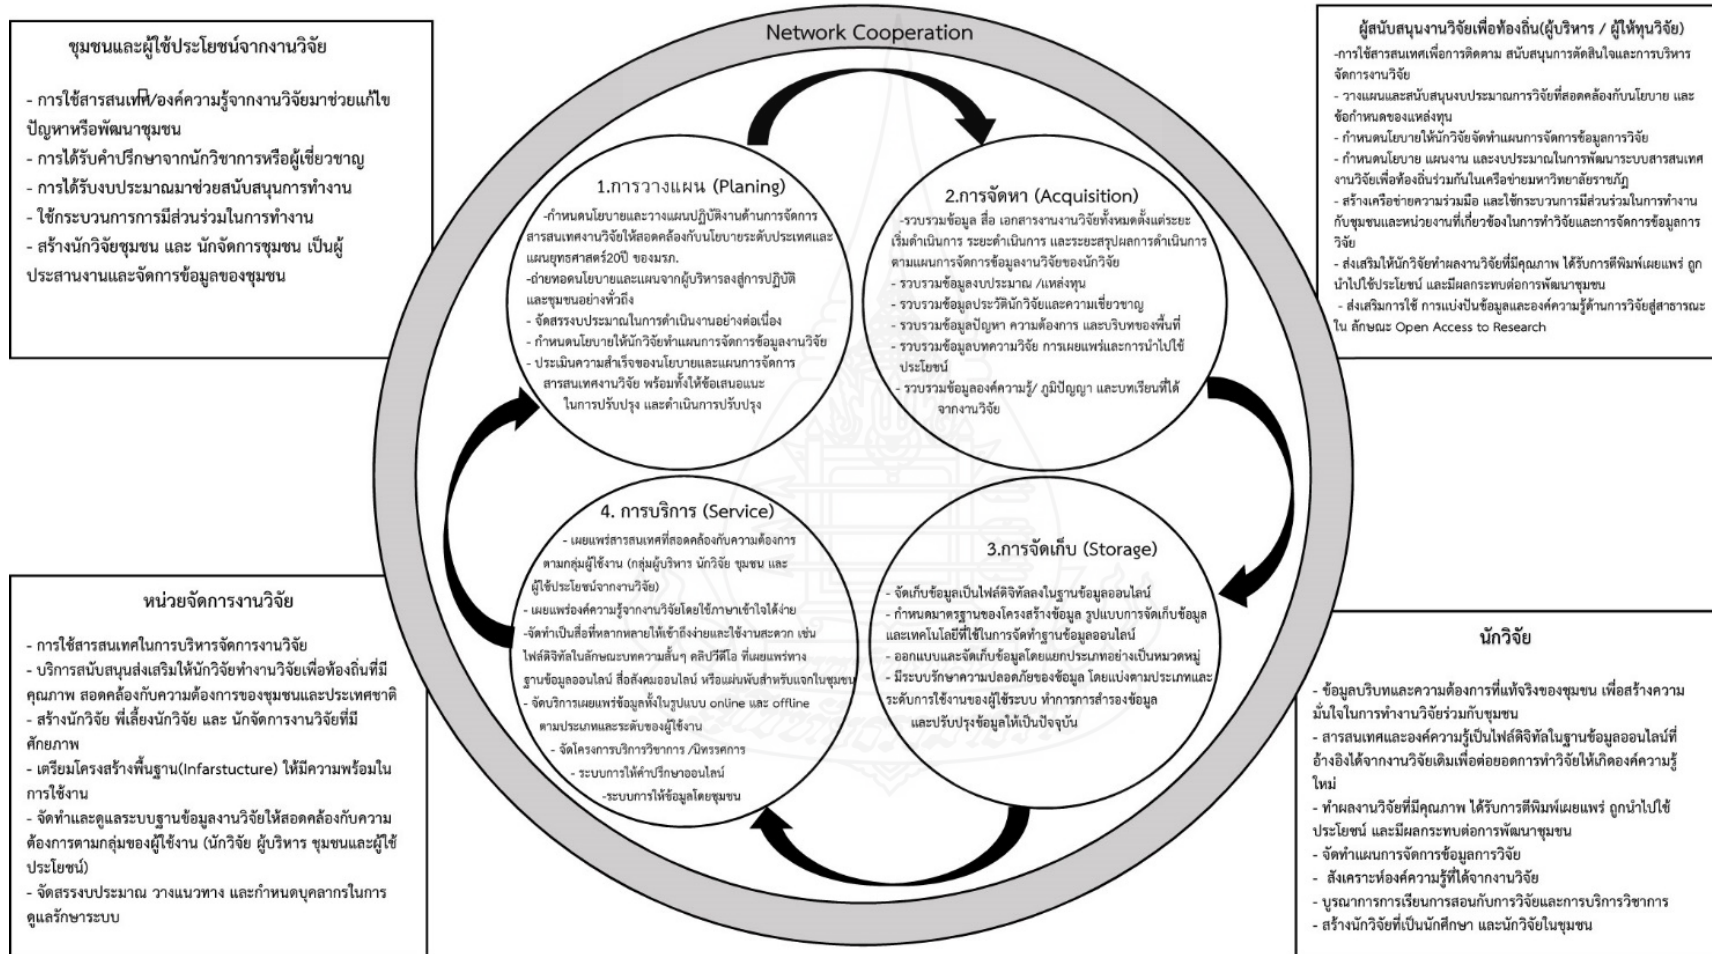 Network Cooperation
ชุมชนและผู้ใช้ประโยชน์จากงานวิจัย
- การใช้สารสนเทศ/องค์ความรู้จากงานวิจัยมาช่วยแก้ไข
ปัญหาหรือพัฒนาชุมชน
- การได้รับคำปรึกษาจากนักวิชาการหรือผู้เชี่ยวชาญ
- การได้รับงบประมาณมาช่วยสนับสนุนการทำงาน
- ใช้กระบวนการการมีส่วนร่วมในการทำงาน
- สร้างนักวิจัยชุมชน และ นักจัดการชุมชน เป็นผู้
ประสานงานและจัดการข้อมูลของชุมชน
ผู้สนับสนุนงานวิจัยเพื่อท้องถิ่น(ผู้บริหาร / ผู้ให้ทุนวิจัย)
-การใช้สารสนเทศเพื่อการติดตาม สนับสนุนการตัดสินใจและการบริหาร
จัดการงานวิจัย
- วางแผนและสนับสนุนงบประมาณการวิจัยที่สอดคล้องกับนโยบาย และ
ข้อกำหนดของแหล่งทุน
- กำหนดนโยบายให้นักวิจัยจัดทำแผนการจัดการข้อมูลการวิจัย
- กำหนดนโยบาย แผนงาน และงบประมาณในการพัฒนาระบบสารสนเทศ
งานวิจัยเพื่อท้องถิ่นร่วมกันในเครือข่ายมหาวิทยาลัยราชภัฏ
- สร้างเครือข่ายความร่วมมือ และใช้กระบวนการมีส่วนร่วมในการทำงาน
กับชุมชนและหน่วยงานที่เกี่ยวข้องในการทำวิจัยและการจัดการข้อมูลการ
วิจัย
- ส่งเสริมให้นักวิจัยทำผลงานวิจัยที่มีคุณภาพ ได้รับการตีพิมพ์เผยแพร่ ถูก
นำไปใช้ประโยชน์ และมีผลกระทบต่อการพัฒนาชุมชน
- ส่งเสริมการใช้ การแบ่งปันข้อมูลและองค์ความรู้ด้านการวิจัยสู่สาธารณะ
ใน ลักษณะ Open Access to Research
1.การวางแผน (Planing)
-กำหนดนโยบายและวางแผนปฏิบัติงานด้านการจัดการ
สารสนเทศงานวิจัยให้สอดคล้องกับนโยบายระดับประเทศและ
แผนยุทธศาสตร์20ปี ของมรภ.
-ถ่ายทอดนโยบายและแผนจากผู้บริหารลงสู่การปฏิบัติ
และชุมชนอย่างทั่วถึง
- จัดสรรงบประมาณในการดำเนินงานอย่างต่อเนื่อง
- กำหนดนโยบายให้นักวิจัยทำแผนการจัดการข้อมูลงานวิจัย
- ประเมินความสำเร็จของนโยบายและแผนการจัดการ
สารสนเทศงานวิจัย พร้อมทั้งให้ข้อเสนอแนะ
ในการปรับปรุง และดำเนินการปรับปรุง
2.การจัดหา (Acquisition)
-รวบรวมข้อมูล สื่อ เอกสารงานงานวิจัยทั้งหมดตั้งแต่ระยะ
เริ่มดำเนินการ ระยะดำเนินการ และระยะสรุปผลการดำเนินการ
ตามแผนการจัดการข้อมูลงานวิจัยของนักวิจัย
- รวบรวมข้อมูลงบประมาณ /แหล่งทุน
- รวบรวมข้อมูลประวัตินักวิจัยและความเชี่ยวชาญ
- รวบรวมข้อมูลปัญหา ความต้องการ และบริบทของพื้นที่
- รวบรวมข้อมูลบทความวิจัย การเผยแพร่และการนำไปใช้
ประโยชน์
- รวบรวมข้อมูลองค์ความรู้/ ภูมิปัญญา และบทเรียนที่ได้
จากงานวิจัย
4. การบริการ (Service)
- เผยแพร่สารสนเทศที่สอดคล้องกับความต้องการ
ตามกลุ่มผู้ใช้งาน (กลุ่มผู้บริหาร นักวิจัย ชุมชน และ
ผู้ใช้ประโยชน์จากงานวิจัย)
- เผยแพร่องค์ความรู้จากงานวิจัยโดยใช้ภาษาเข้าใจได้ง่าย
-จัดทำเป็นสื่อที่หลากหลายให้เข้าถึงง่ายและใช้งานสะดวก เช่น
ไฟล์ดิจิทัลในลักษณะบทความสั้นๆ คลิปวีดีโอ ที่เผยแพร่ทาง
ฐานข้อมูลออนไลน์ สื่อสังคมออนไลน์ หรือแผ่นพับสำหรับแจกในชุมชน
- จัดบริการเผยแพร่ข้อมูลทั้งในรูปแบบ online และ offline
ตามประเภทและระดับของผู้ใช้งาน
- จัดโครงการบริการวิชาการ /นิทรรศการ
- ระบบการให้คำปรึกษาออนไลน์
-ระบบการให้ข้อมูลโดยชุมชน
3.การจัดเก็บ (Storage)
- จัดเก็บข้อมูลเป็นไฟล์ดิจิทัลลงในฐานข้อมูลออนไลน์
- กำหนดมาตรฐานของโครงสร้างข้อมูล รูปแบบการจัดเก็บข้อมูล
และเทคโนโลยีที่ใช้ในการจัดทำฐานข้อมูลออนไลน์
- ออกแบบและจัดเก็บข้อมูลโดยแยกประเภทอย่างเป็นหมวดหมู่
- มีระบบรักษาความปลอดภัยของข้อมูล โดยแบ่งตามประเภทและ
ระดับการใช้งานของผู้ใช้ระบบ ทำการการสำรองข้อมูล
และปรับปรุงข้อมูลให้เป็นปัจจุบัน
หน่วยจัดการงานวิจัย
- การใช้สารสนเทศในการบริหารจัดการงานวิจัย
- บริการสนับสนุนส่งเสริมให้นักวิจัยทำงานวิจัยเพื่อท้องถิ่นที่มี
คุณภาพ สอดคล้องกับความต้องการของชุมชนและประเทศชาติ
- สร้างนักวิจัย พี่เลี้ยงนักวิจัย และ นักจัดการงานวิจัยที่มี
ศักยภาพ
- เตรียมโครงสร้างพื้นฐาน(Infarstucture) ให้มีความพร้อมใน
การใช้งาน
- จัดทำและดูแลระบบฐานข้อมูลงานวิจัยให้สอดคล้องกับความ
ต้องการตามกลุ่มของผู้ใช้งาน (นักวิจัย ผู้บริหาร ชุมชนและผู้ใช้
ประโยชน์)
- จัดสรรงบประมาณ วางแนวทาง และกำหนดบุคลากรในการ
ดูแลรักษาระบบ
นักวิจัย
- ข้อมูลบริบทและความต้องการที่แท้จริงของชุมชน เพื่อสร้างความ
มั่นใจในการทำงานวิจัยร่วมกับชุมชน
- สารสนเทศและองค์ความรู้เป็นไฟล์ดิจิทัลในฐานข้อมูลออนไลน์ที่
อ้างอิงได้จากงานวิจัยเดิมเพื่อต่อยอดการทำวิจัยให้เกิดองค์ความรู้
ใหม่
- ทำผลงานวิจัยที่มีคุณภาพ ได้รับการตีพิมพ์เผยแพร่ ถูกนำไปใช้
ประโยชน์ และมีผลกระทบต่อการพัฒนาชุมชน
- จัดทำแผนการจัดการข้อมูลการวิจัย
- สังเคราะห์องค์ความรู้ที่ได้จากงานวิจัย
- บูรณาการการเรียนการสอนกับการวิจัยและการบริการวิชาการ
- สร้างนักวิจัยที่เป็นนักศึกษา และนักวิจัยในชุมชน